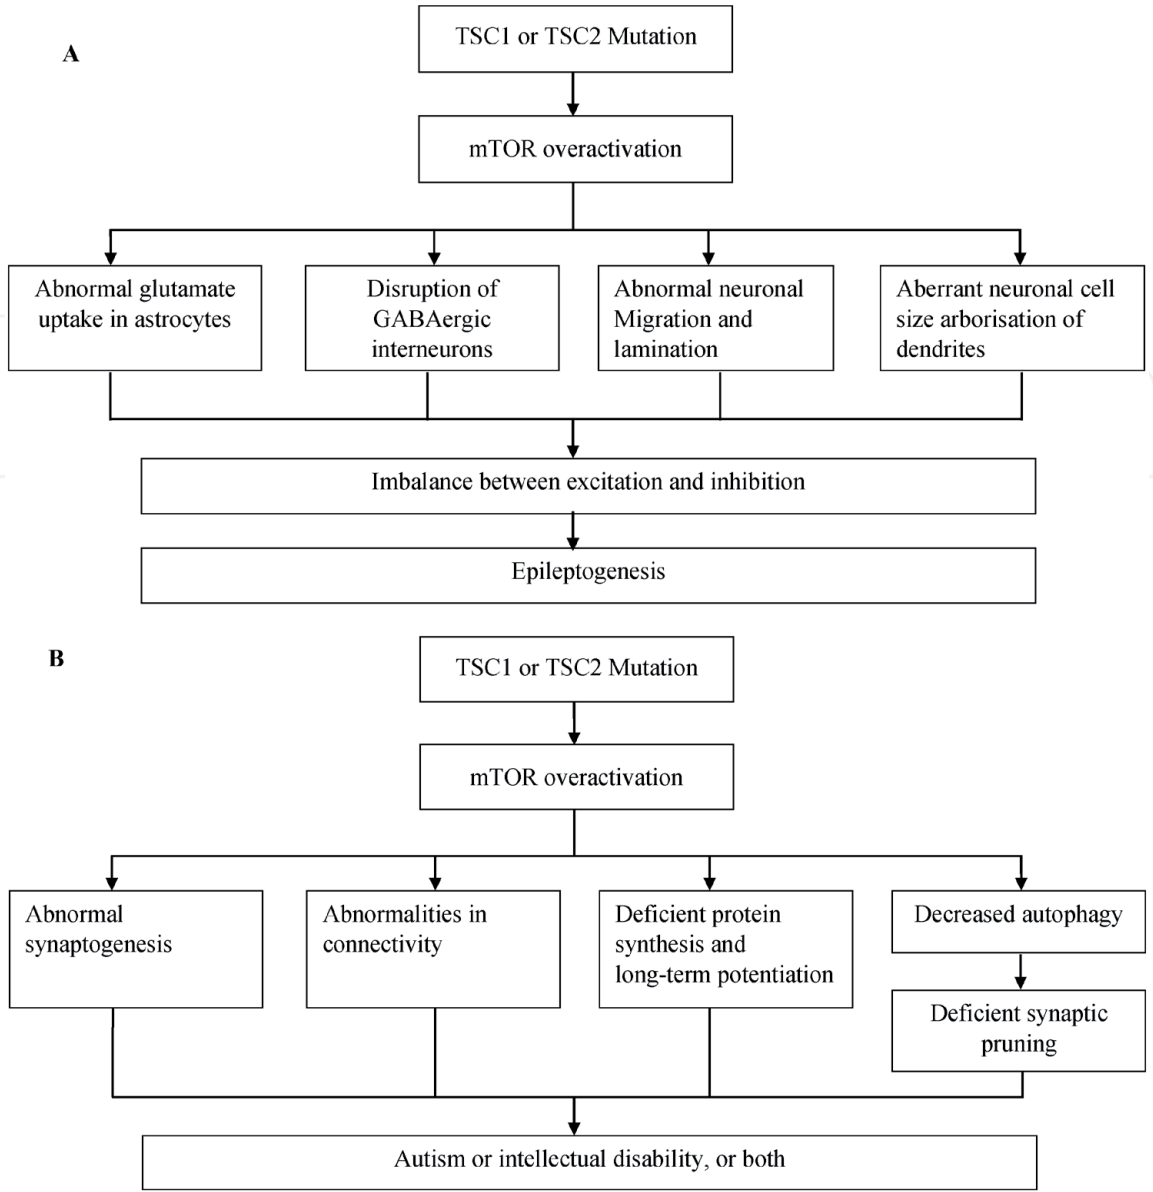 A
TSC1 or TSC2 Mutation
mTOR overactivation
Abnormal glutamate
uptake in astrocytes
Disruption of
GABAergic
interneurons
Abnormal neuronal
Migration and
lamination
Aberrant neuronal cell
size arborisation of
dendrites
Imbalance between excitation and inhibition
Epileptogenesis
B
TSC1 or TSC2 Mutation
mTOR overactivation
Abnormal
synaptogenesis
Abnormalities in
connectivity
Deficient protein
synthesis and
long-term potentiation
Decreased autophagy
Deficient synaptic
pruning
Autism or intellectual disability, or both